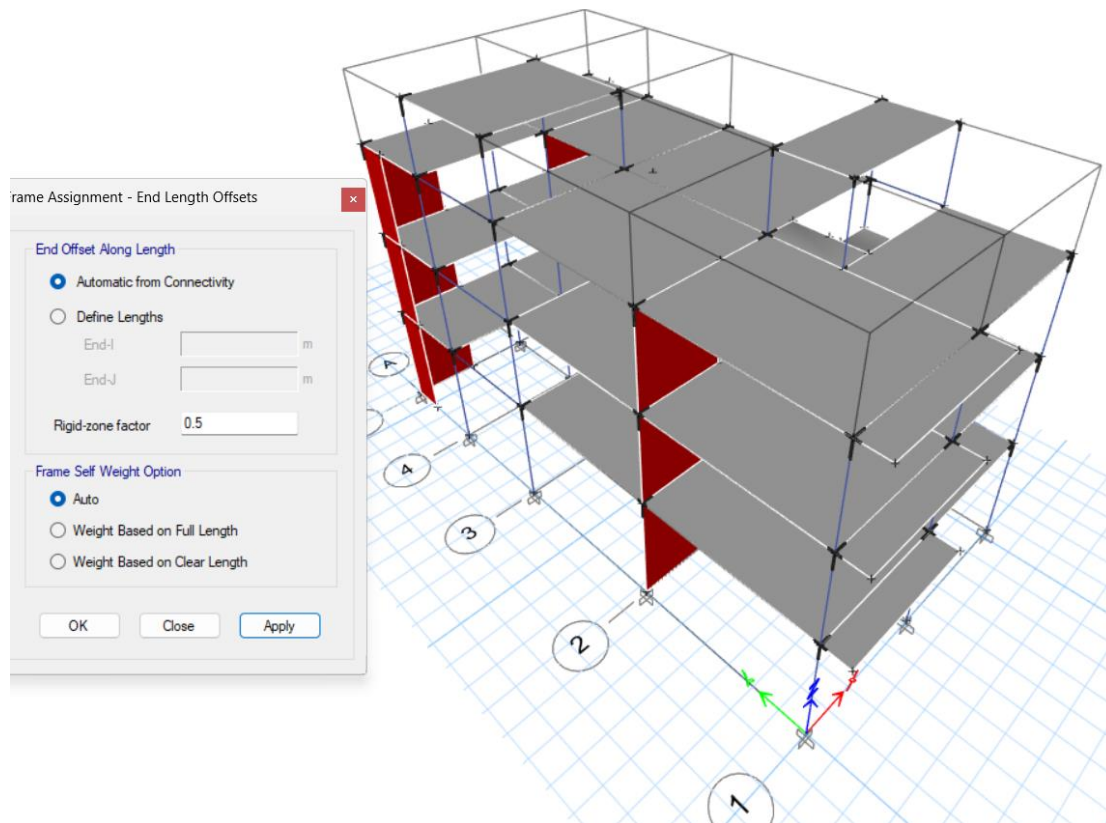 Frame Assignment - End Length Offsets
End Offset Along Length
Automatic from Connectivity
Define Lengths
End-I m
End-J m
Rigid-zone factor 0.5
Frame Self Weight Option
Auto
Weight Based on Full Length
Weight Based on Clear Length
OK Close Apply
A
4
3
2
1